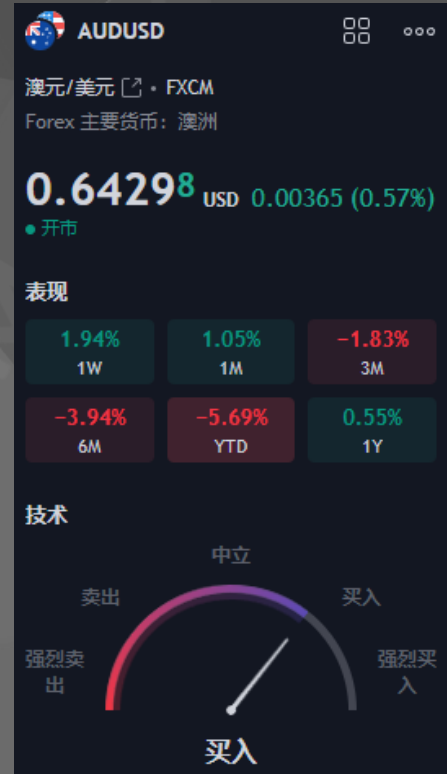 AUDUSD
澳元/美元 • FXCM
Forex 主要货币：澳洲
0.64298 USD 0.00365 (0.57%)
开市
表现
1.94% 1.05% −1.83%
1W 1M 3M
−3.94% −5.69% 0.55%
6M YTD 1Y
技术
中立
卖出 买入
强烈卖 强烈买
出 入
买入